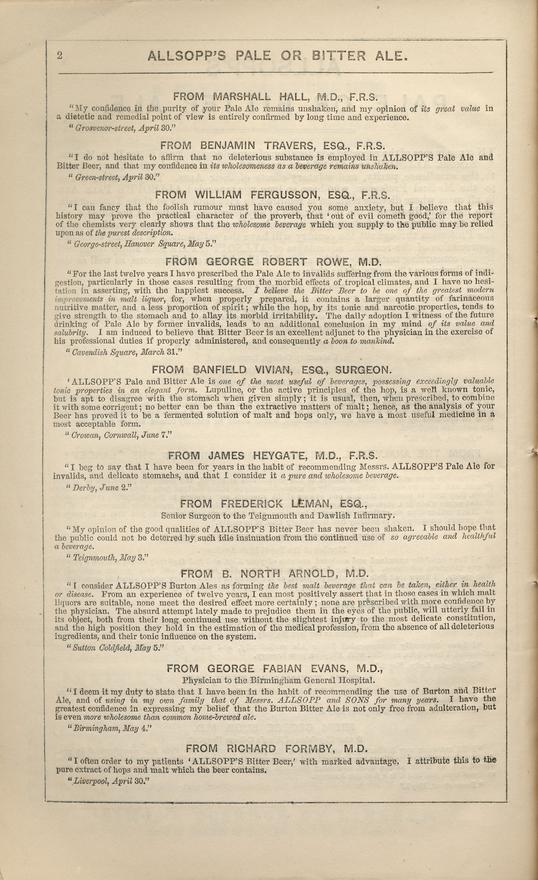 2
ALLSOPP'S PALE OR BITTER ALE.
FROM MARSHALL HALL, M.D., F.R.S.
"My confidence in the purity of your Pale Ale remains unshaken, and my opinion of its great value in
a dietetic and remedial point of view is entirely confirmed by long time and experience.
"Grosvenor-street, April 30."
FROM BENJAMIN TRAVERS, ESQ., F.R.S.
"I do not hesitate to affirm that no deleterious substance is employed in ALLSOPP'S Pale Ale and
Bitter Beer, and that my confidence in its wholesomeness as a beverage remains unshaken.
"Green-street, April 30."
FROM WILLIAM FERGUSSON, ESQ., F.R.S.
"I can fancy that the foolish rumour must have caused you some anxiety, but I believe that this
history may prove the practical character of the proverb, that 'out of evil cometh good,' for the report
of the chemists very clearly shows that the wholesome beverage which you supply to the public may be relied
upon as of the purest description.
"George-street, Hanover Square, May 5."
FROM GEORGE ROBERT ROWE, M.D.
"For the last twelve years I have prescribed the Pale Ale to invalids suffering from the various forms of indi-
gestion, particularly in those cases resulting from the morbid effects of tropical climates, and I have no hesi-
tation in asserting, with the happiest success. I believe the Bitter Beer to be one of the greatest modern
improvements in malt liquor, for, when properly prepared, it contains a larger quantity of farinaceous
nutritive matter, and a less proportion of spirit; while the hop, by its tonic and narcotic properties, tends to
give strength to the stomach and to allay its morbid irritability. The daily adoption I witness of the future
drinking of Pale Ale by former invalids, leads to an additional conclusion in my mind of its value and
salubrity. I am induced to believe that Bitter Beer is an excellent adjunct to the physician in the exercise of
his professional duties if properly administered, and consequently a boon to mankind.
"Cavendish Square, March 31."
FROM BANFIELD VIVIAN, ESQ., SURGEON.
'ALLSOPP'S Pale and Bitter Ale is one of the most useful of beverages, possessing exceedingly valuable
tonic properties in an elegant form. Lupuline, or the active principles of the hop, is a well known tonic,
but is apt to disagree with the stomach when given simply; it is usual, then, when prescribed, to combine
it with some corrigent; no better can be than the extractive matters of malt; hence, as the analysis of your
Beer has proved it to be a fermented solution of malt and hops only, we have a most useful medicine in a
most acceptable form.
"Crowan, Cornwall, June 7."
FROM JAMES HEYGATE, M.D., F.R.S.
"I beg to say that I have been for years in the habit of recommending Messrs. ALLSOPP'S Pale Ale for
invalids, and delicate stomachs, and that I consider it a pure and wholesome beverage.
"Derby, June 2."
FROM FREDERICK LEMAN, ESQ.,
Senior Surgeon to the Teignmouth and Dawlish Infirmary.
"My opinion of the good qualities of ALLSOPP'S Bitter Beer has never been shaken. I should hope that
the public could not be deterred by such idle insinuation from the continued use of so agreeable and healthful
a beverage.
"Teignmouth, May 3."
FROM B. NORTH ARNOLD, M.D.
"I consider ALLSOPP'S Burton Ales as forming the best malt beverage that can be taken, either in health
or disease. From an experience of twelve years, I can most positively assert that in those cases in which malt
liquors are suitable, none meet the desired effect more certainly; none are prescribed with more confidence by
the physician. The absurd attempt lately made to prejudice them in the eyes of the public, will utterly fail in
its object, both from their long continued use without the slightest injury to the most delicate constitution,
and the high position they hold in the estimation of the medical profession, from the absence of all deleterious
ingredients, and their tonic influence on the system.
"Sutton Coldfield, May 5."
FROM GEORGE FABIAN EVANS, M.D.,
Physician to the Birmingham General Hospital.
"I deem it my duty to state that I have been in the habit of recommending the use of Burton and Bitter
Ale, and of using in my own family that of Messrs. ALLSOPP and SONS for many years. I have the
greatest confidence in expressing my belief that the Burton Bitter Ale is not only free from adulteration, but
is even more wholesome than common home-brewed ale.
"Birmingham, May 4."
FROM RICHARD FORMBY, M.D.
"I often order to my patients 'ALLSOPP'S Bitter Beer,' with marked advantage. I attribute this to the
pure extract of hops and malt which the beer contains.
"Liverpool, April 30."